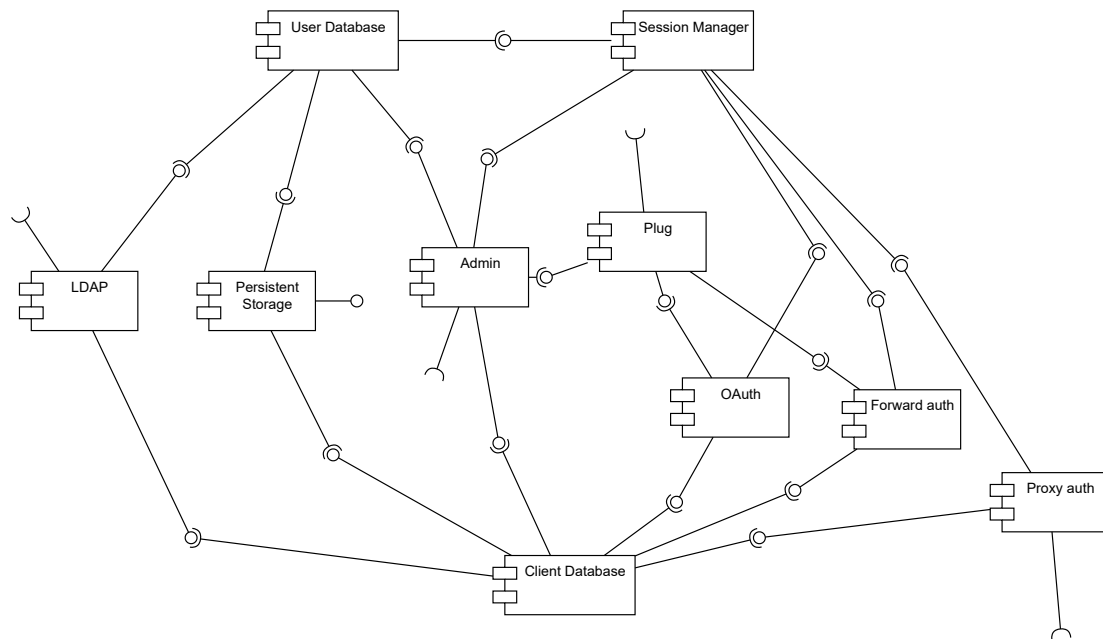 User Database
Session Manager
Plug
Admin
LDAP
Persistent
Storage
OAuth
Forward auth
Proxy auth
Client Database